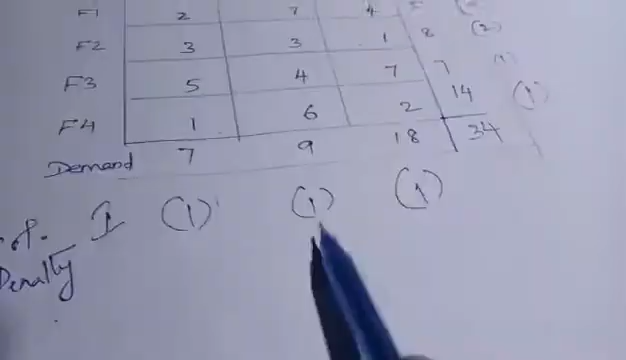 F1 2 7 4
F2 3 3 1 8 (2)
F3 5 4 7 7 (1)
F4 1 6 2 14 (1)
Demand 7 9 18 34
I (1) (1) (1)
Penalty